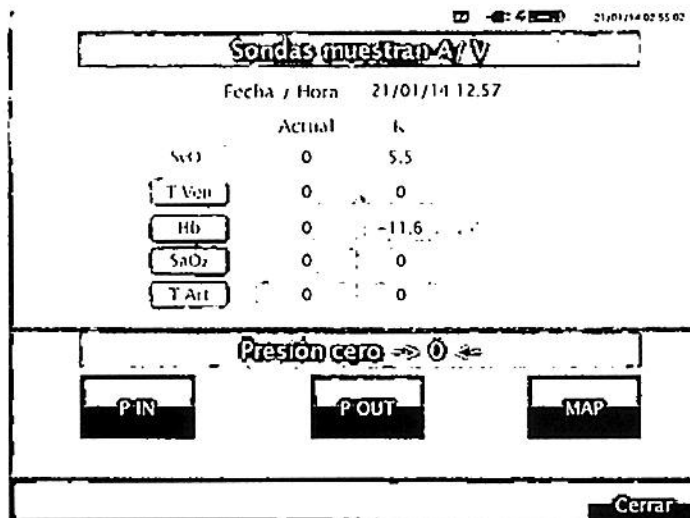 21/01/14 02:55:02
Sondas muestran A/V
Fecha / Hora 21/01/14 12.57
Actual K
SvO₂ 0 5.5
T Ven 0 0
Hb 0 -11.6
SaO₂ 0 0
T Art 0 0
Presión cero => 0 <=
P IN P OUT MAP
Cerrar